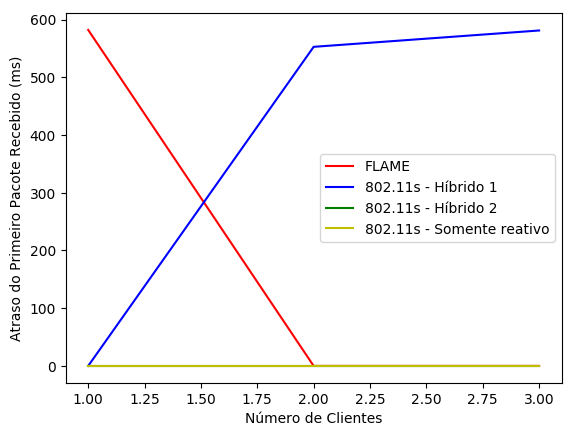 600
500
400
300
200
100
0
Atraso do Primeiro Pacote Recebido (ms)
FLAME
802.11s - Híbrido 1
802.11s - Híbrido 2
802.11s - Somente reativo
1.00 1.25 1.50 1.75 2.00 2.25 2.50 2.75 3.00
Número de Clientes